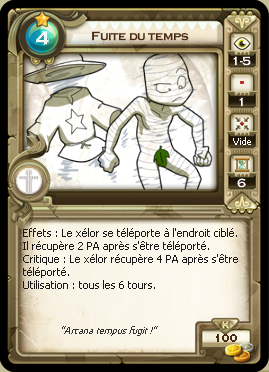 4
Fuite du temps
1-5
1
Vide
6
Effets : Le xélor se téléporte à l'endroit ciblé.
Il récupère 2 PA après s'être téléporté.
Critique : Le xélor récupère 4 PA après s'être
téléporté.
Utilisation : tous les 6 tours.
"Arcana tempus fugit !"
K
100